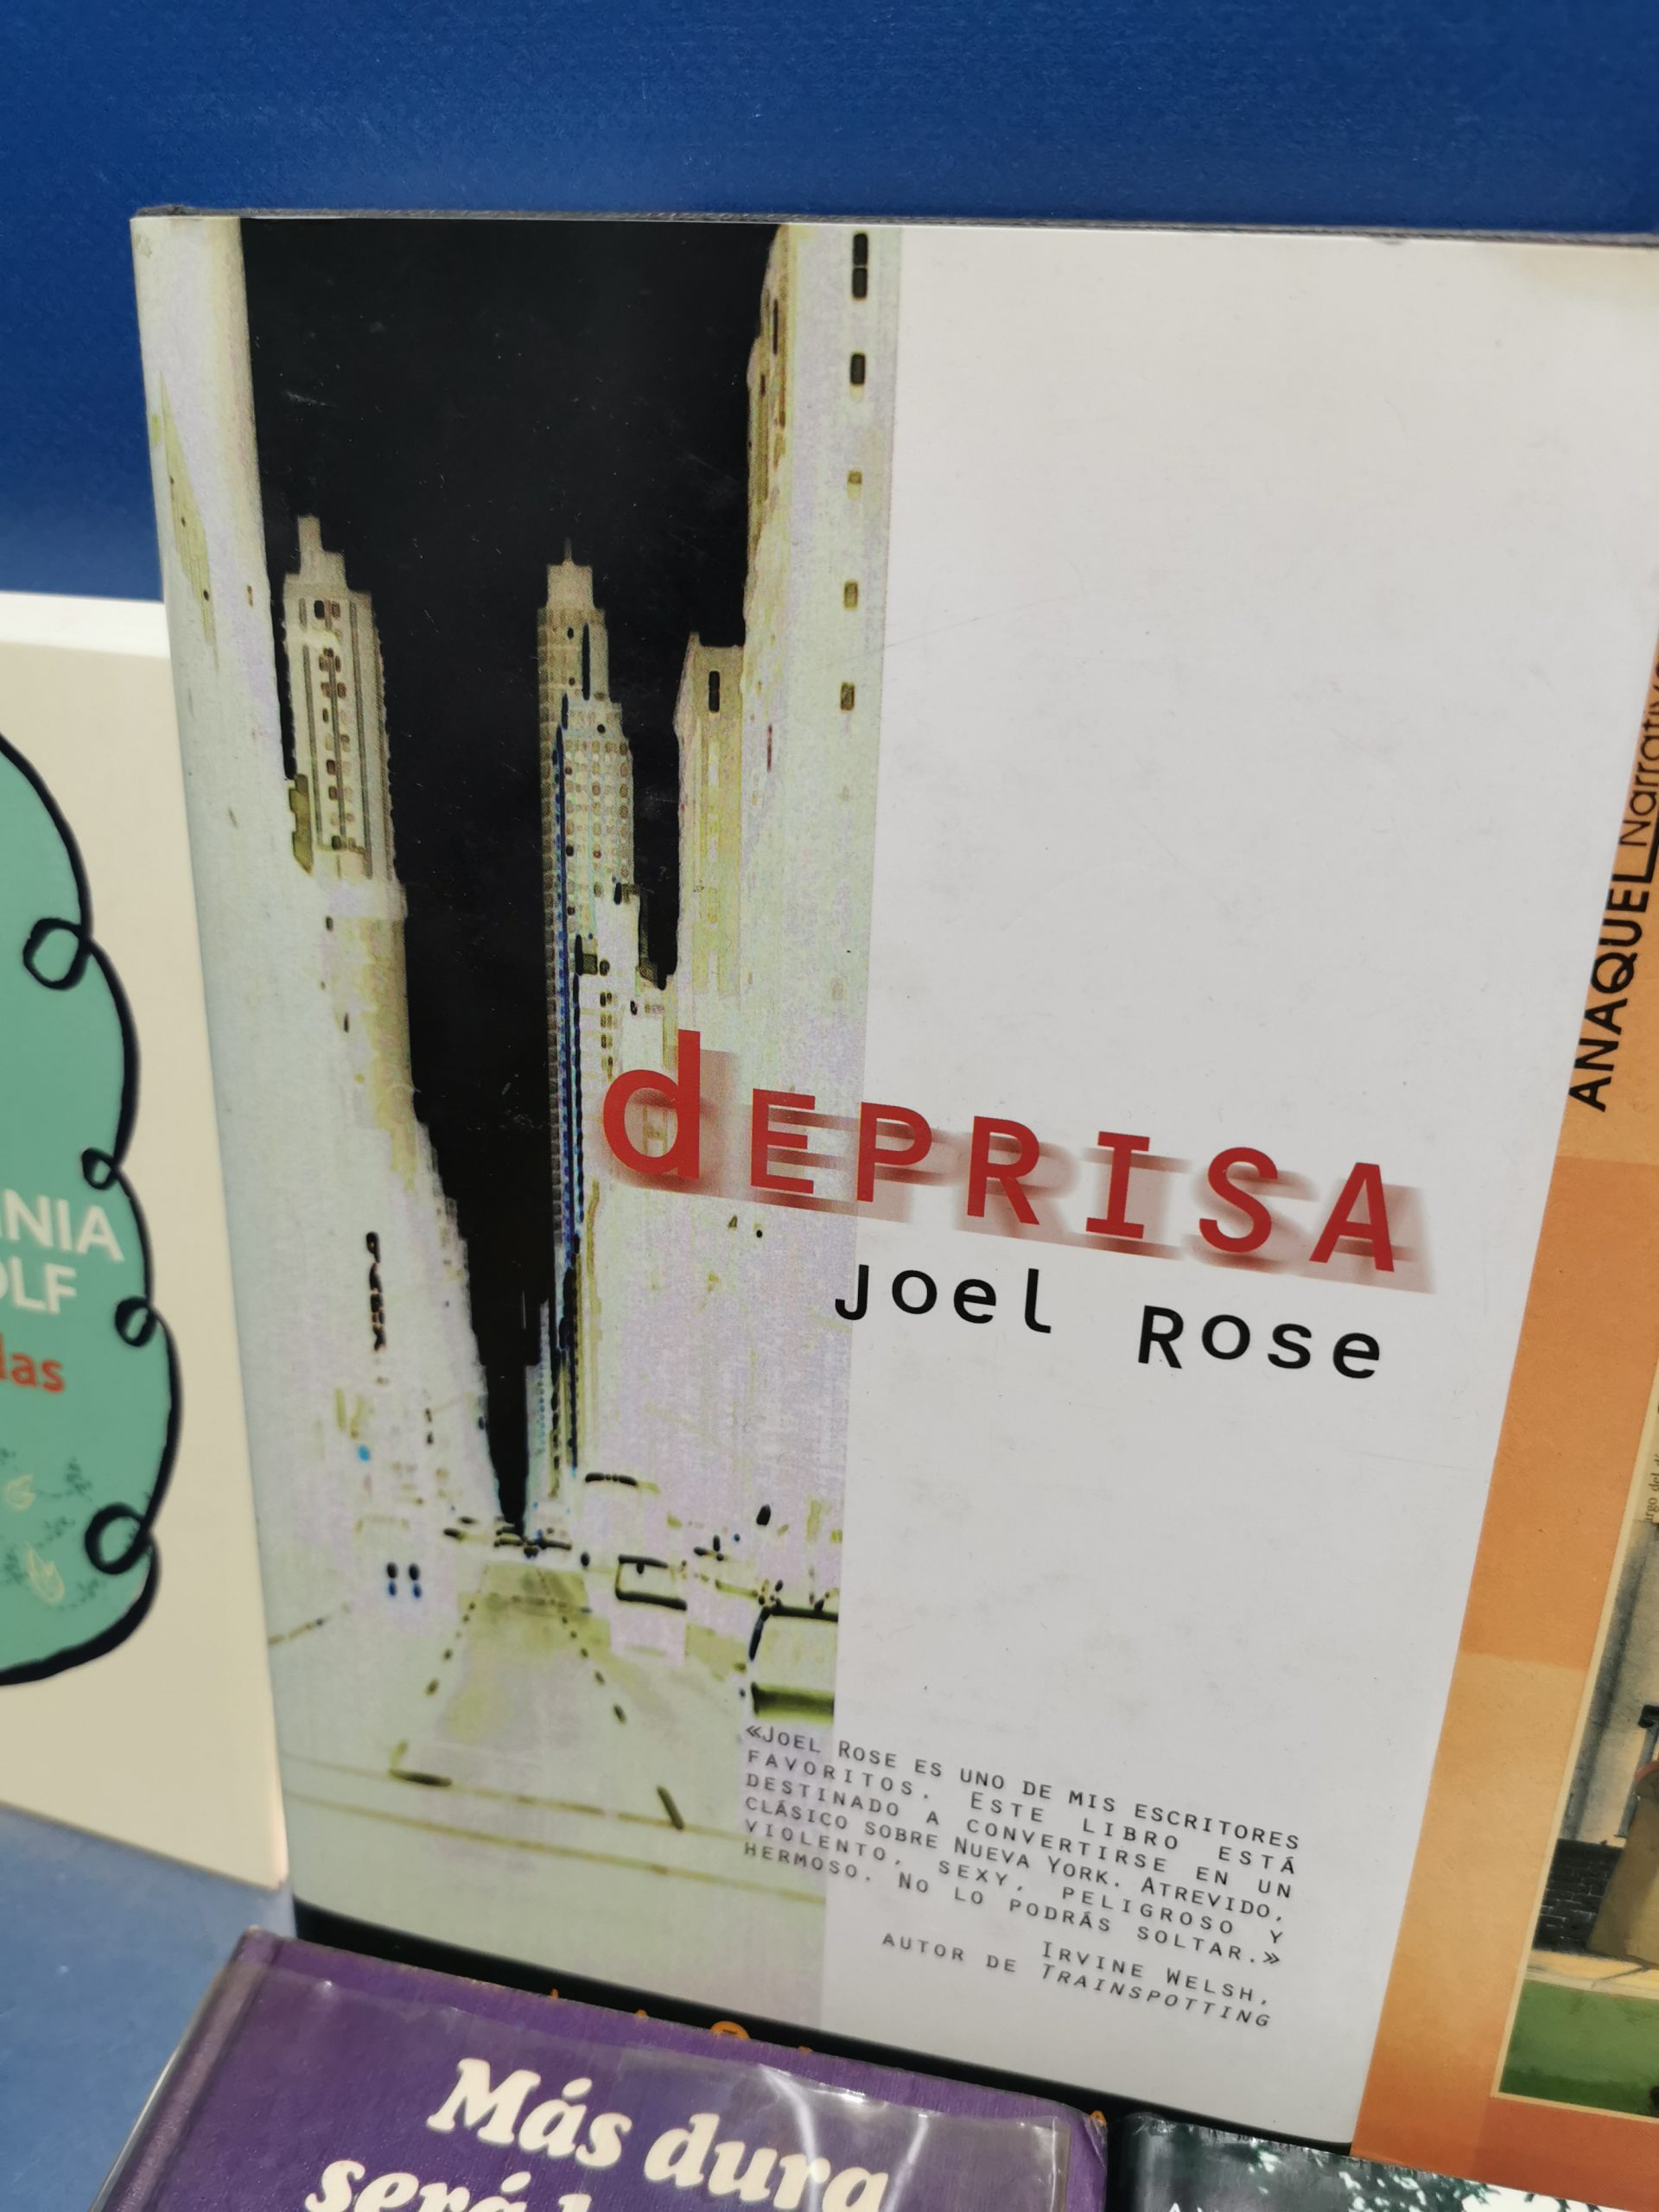 dEPRISA
Joel Rose
«JOEL ROSE ES UNO DE MIS ESCRITORES
FAVORITOS. ESTE LIBRO ESTÁ
DESTINADO A CONVERTIRSE EN UN
CLÁSICO SOBRE NUEVA YORK. ATREVIDO,
VIOLENTO, SEXY, PELIGROSO Y
HERMOSO. NO LO PODRÁS SOLTAR.»
IRVINE WELSH,
AUTOR DE TRAINSPOTTING
ANAQUEL Narrativa
NIA
OLF
las
Más dura
será